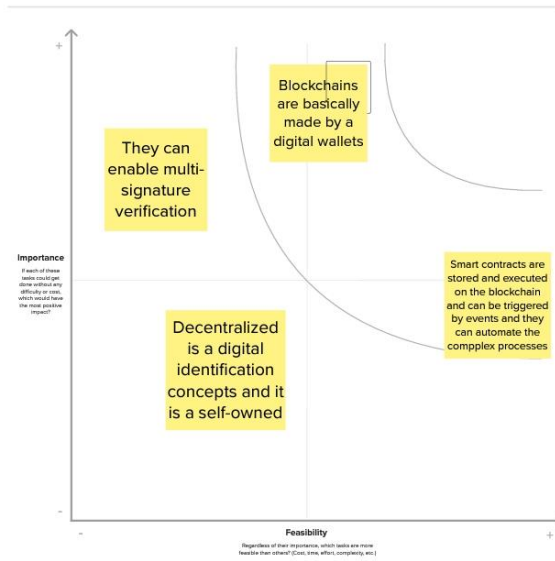 +
Blockchains
are basically
made by a
digital wallets
They can
enable multi-
signature
verification
Importance
If each of these
tasks could get
done without any
difficulty or cost,
which would have
the most positive
impact?
Smart contracts are
stored and executed
on the blockchain
and can be triggered
by events and they
can automate the
compplex processes
Decentralized
is a digital
identification
concepts and it
is a self-owned
-
-
Feasibility
+
Regardless of their importance, which tasks are more
feasible than others? (Cost, time, effort, complexity, etc.)